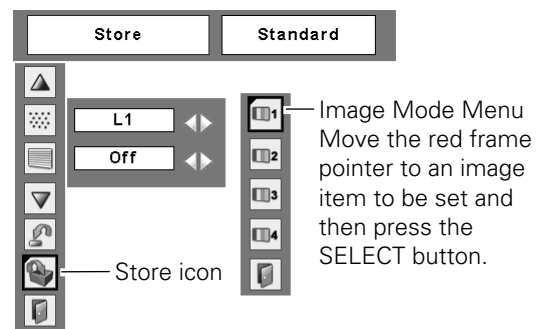 Store Standard
L1
Off
1
2
3
4
Image Mode Menu
Move the red frame
pointer to an image
item to be set and
then press the
SELECT button.
Store icon